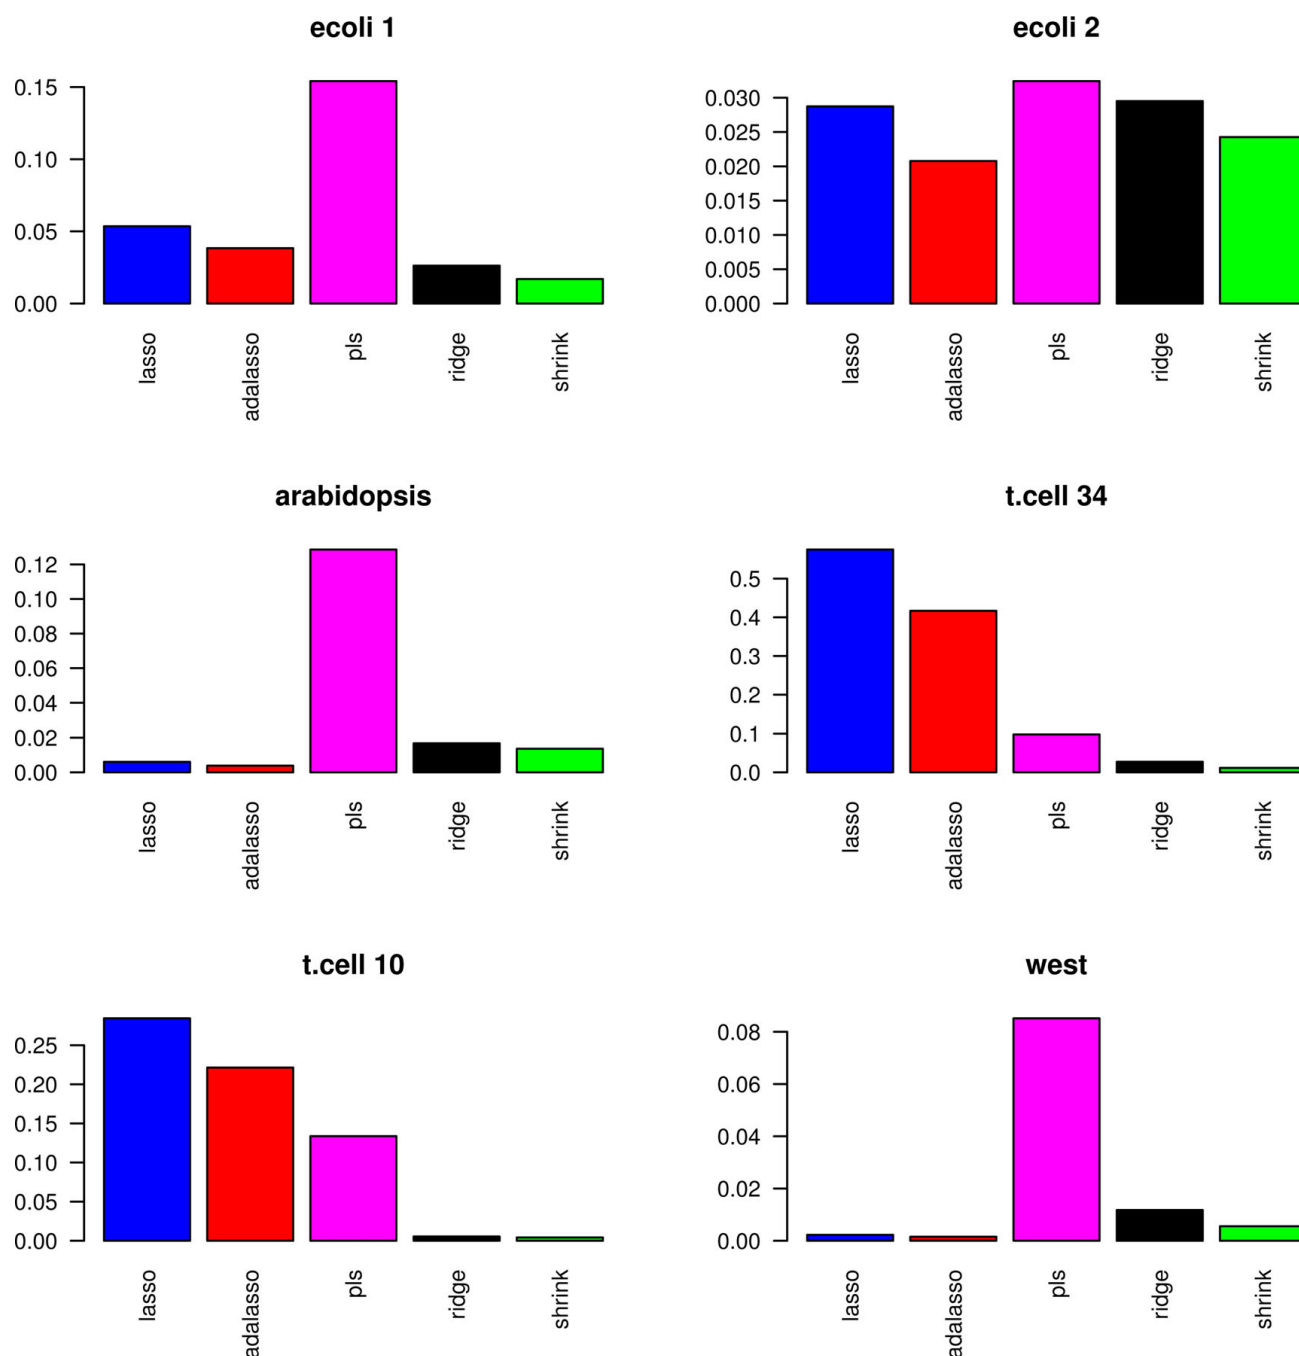 ecoli 1
0.15
0.10
0.05
0.00
lasso
adalasso
pls
ridge
shrink
ecoli 2
0.030
0.025
0.020
0.015
0.010
0.005
0.000
lasso
adalasso
pls
ridge
shrink
arabidopsis
0.12
0.10
0.08
0.06
0.04
0.02
0.00
lasso
adalasso
pls
ridge
shrink
t.cell 34
0.5
0.4
0.3
0.2
0.1
0.0
lasso
adalasso
pls
ridge
shrink
t.cell 10
0.25
0.20
0.15
0.10
0.05
0.00
lasso
adalasso
pls
ridge
shrink
west
0.08
0.06
0.04
0.02
0.00
lasso
adalasso
pls
ridge
shrink